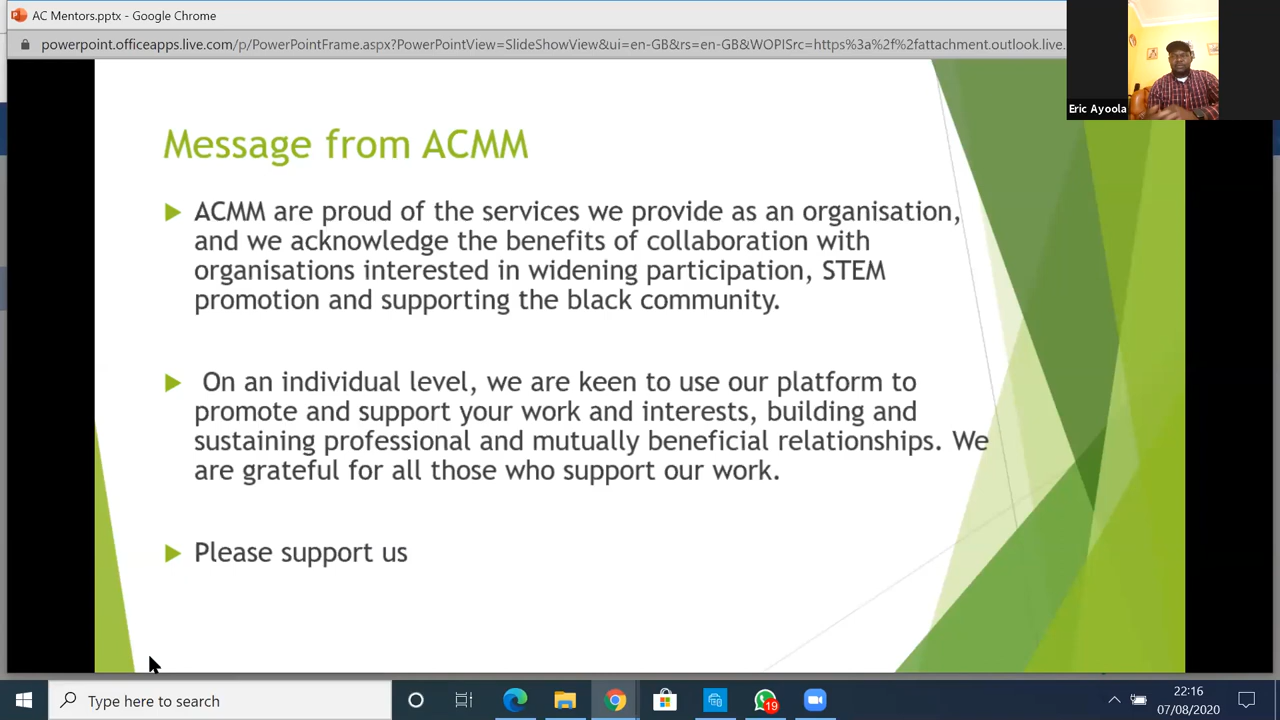 AC Mentors.pptx - Google Chrome
powerpoint.officeapps.live.com/p/PowerPointFrame.aspx?PowerPointView=SlideShowView&ui=en-GB&rs=en-GB&WOPISrc=https%3a%2f%2fattachment.outlook.live.
Eric Ayoola
Message from ACMM
ACMM are proud of the services we provide as an organisation,
and we acknowledge the benefits of collaboration with
organisations interested in widening participation, STEM
promotion and supporting the black community.
On an individual level, we are keen to use our platform to
promote and support your work and interests, building and
sustaining professional and mutually beneficial relationships. We
are grateful for all those who support our work.
Please support us
Type here to search
19
22:16
07/08/2020